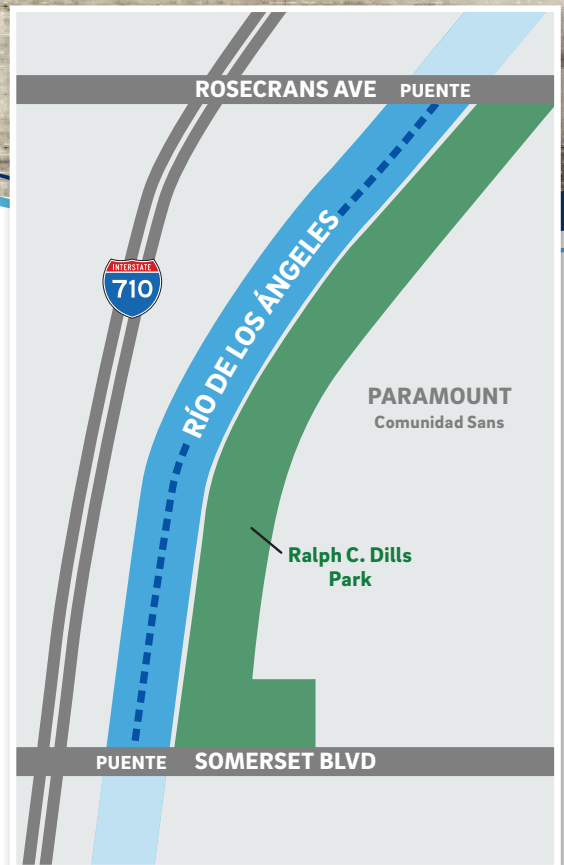 ROSECRANS AVE PUENTE
INTERSTATE
710
RÍO DE LOS ÁNGELES
PARAMOUNT
Comunidad Sans
Ralph C. Dills
Park
PUENTE SOMERSET BLVD